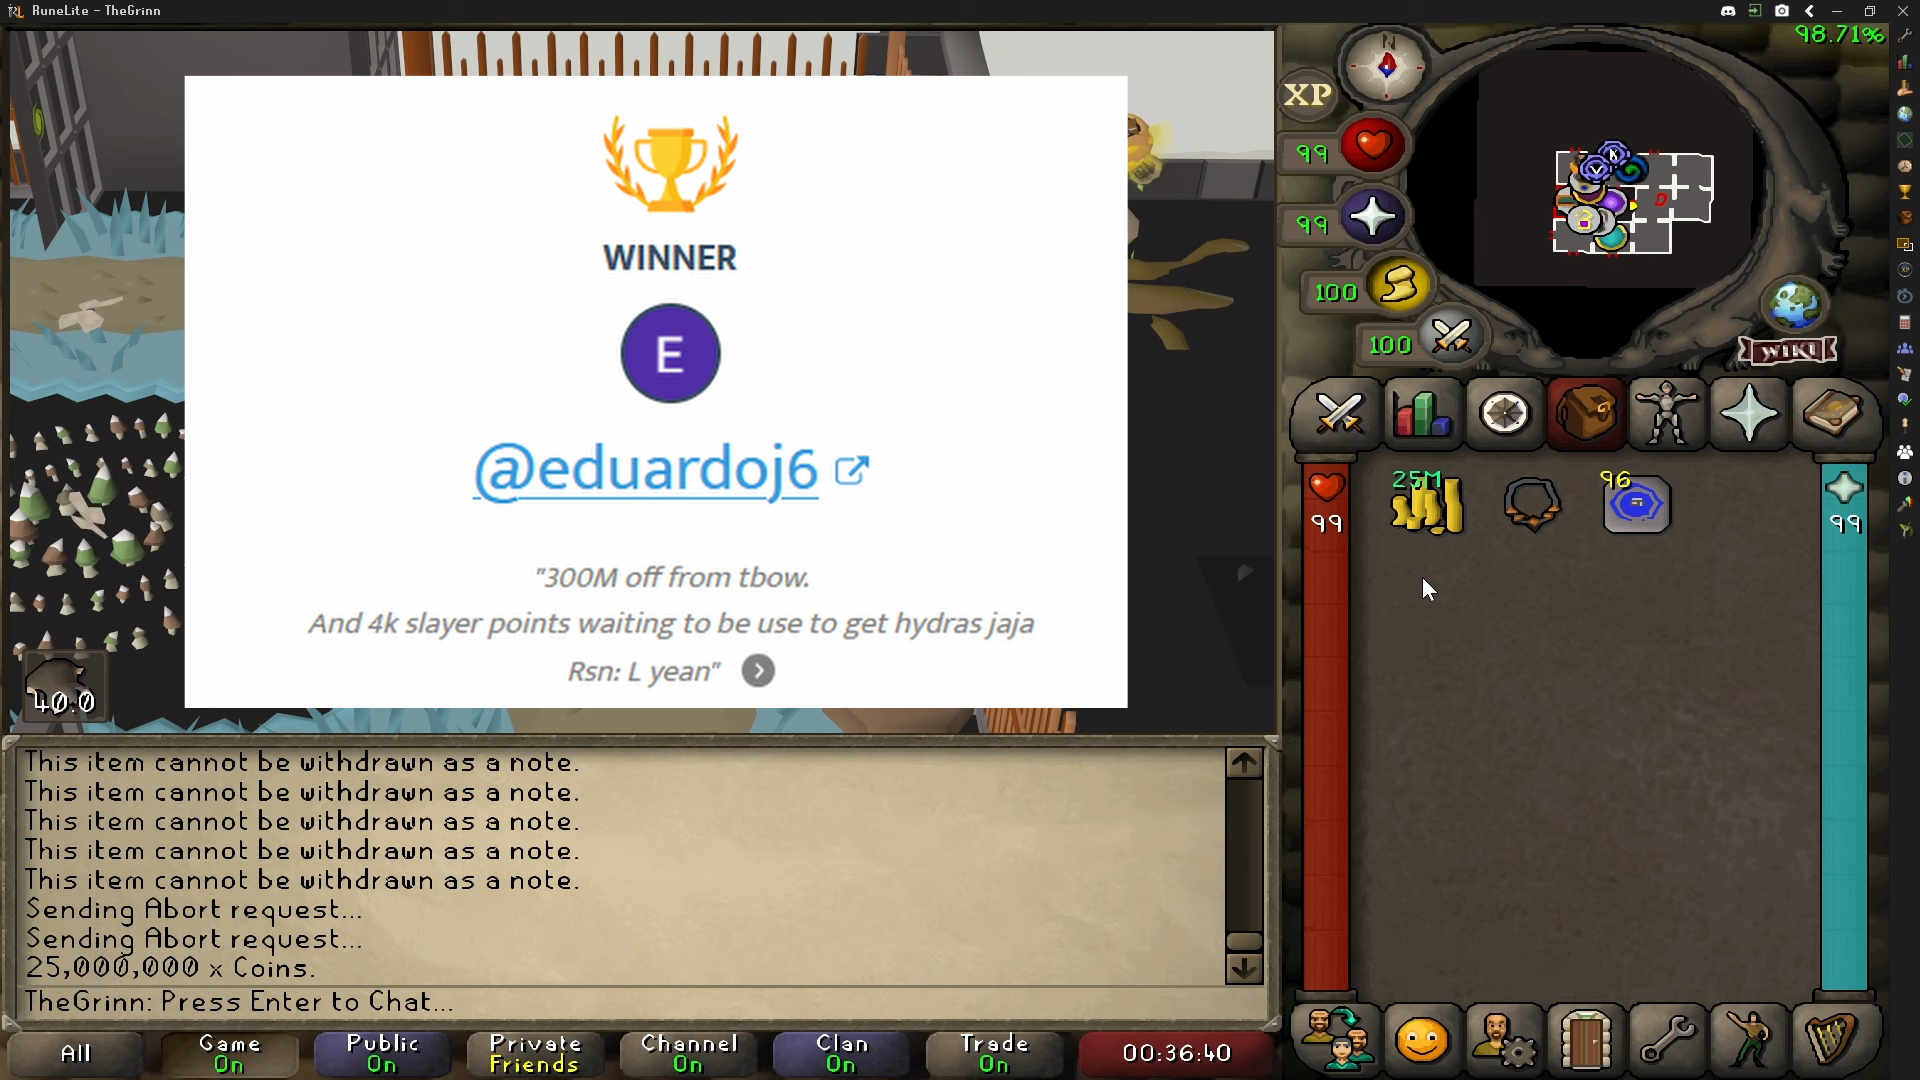 RuneLite - TheGrinn
98.71%
N
XP
99
99
100
100
WIKI
WINNER
E
@eduardoj6
"300M off from tbow.
And 4k slayer points waiting to be use to get hydras jaja
Rsn: L yean"
25M
96
99
99
40.0
This item cannot be withdrawn as a note.
This item cannot be withdrawn as a note.
This item cannot be withdrawn as a note.
This item cannot be withdrawn as a note.
This item cannot be withdrawn as a note.
Sending Abort request...
Sending Abort request...
25,000,000 x Coins.
TheGrinn: Press Enter to Chat...
All
Game
On
Public
On
Private
Friends
Channel
On
Clan
On
Trade
On
00:36:40